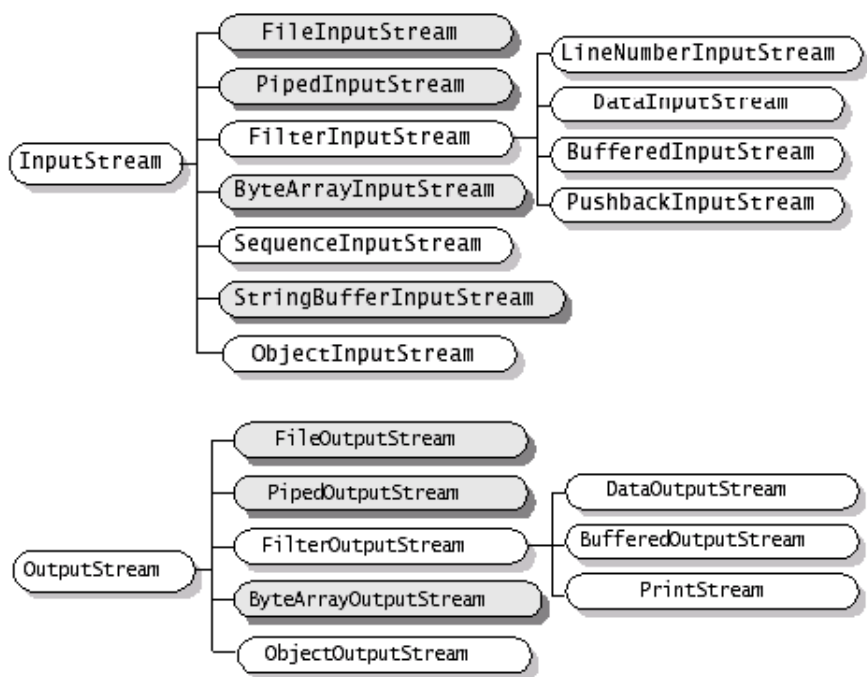 InputStream
FileInputStream
PipedInputStream
FilterInputStream
ByteArrayInputStream
SequenceInputStream
StringBufferInputStream
ObjectInputStream
LineNumberInputStream
DataInputStream
BufferedInputStream
PushbackInputStream
OutputStream
FileOutputStream
PipedOutputStream
FilterOutputStream
ByteArrayOutputStream
ObjectOutputStream
DataOutputStream
BufferedOutputStream
PrintStream